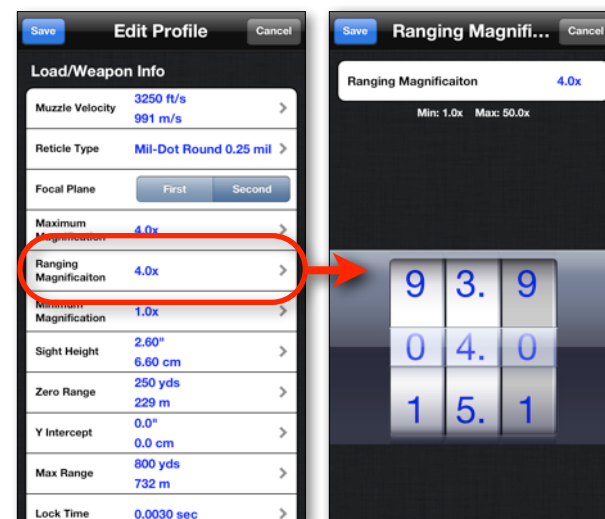 Save Edit Profile Cancel
Load/Weapon Info
Muzzle Velocity 3250 ft/s
991 m/s
Reticle Type Mil-Dot Round 0.25 mil
Focal Plane First Second
Maximum
Magnification 4.0x
Ranging
Magnificaiton 4.0x
Minimum
Magnification 1.0x
Sight Height 2.60"
6.60 cm
Zero Range 250 yds
229 m
Y Intercept 0.0"
0.0 cm
Max Range 800 yds
732 m
Lock Time 0.0030 sec
Save Ranging Magnifi... Cancel
Ranging Magnificaiton 4.0x
Min: 1.0x Max: 50.0x
9 3. 9
0 4. 0
1 5. 1